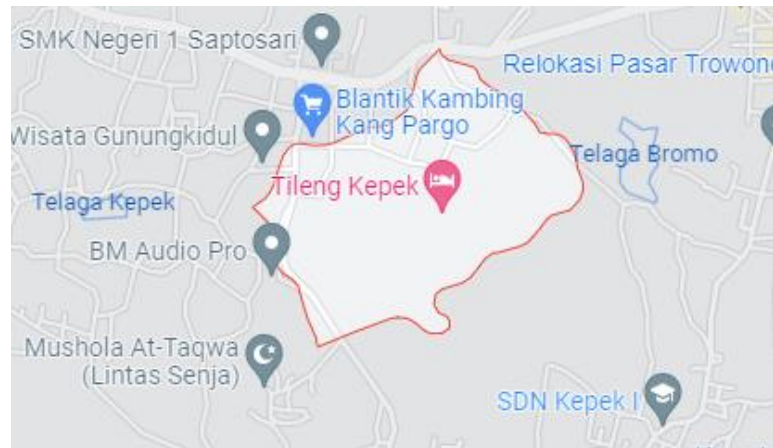 SMK Negeri 1 Saptosari
Relokasi Pasar
Blantik Kambing
Kang Pargo
Wisata Gunungkidul
Telaga Bromo
Tileng Kepek
Telaga Kepek
BM Audio Pro
Mushola At-Taqwa
(Lintas Senja)
SDN Kepek I